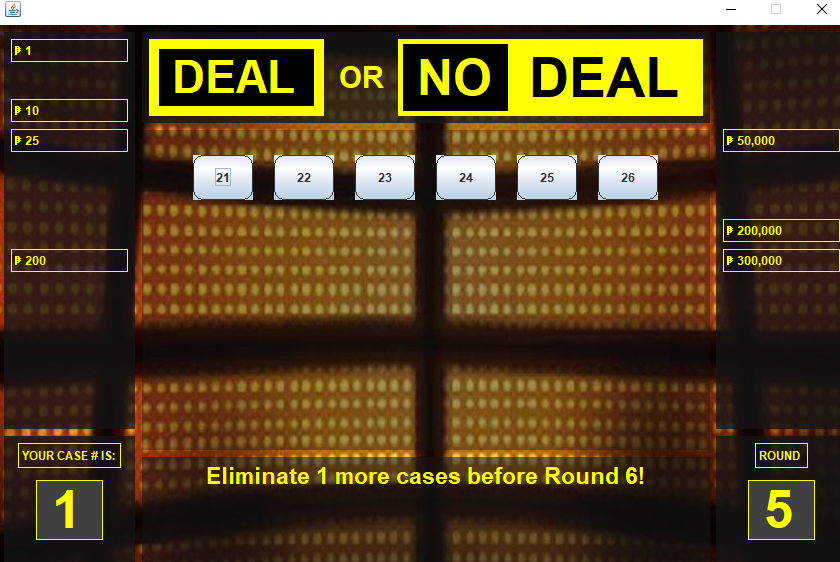 ₱ 1
₱ 10
₱ 25
₱ 200
DEAL OR NO DEAL
21 22 23 24 25 26
₱ 50,000
₱ 200,000
₱ 300,000
Eliminate 1 more cases before Round 6!
YOUR CASE # IS:
1
ROUND
5